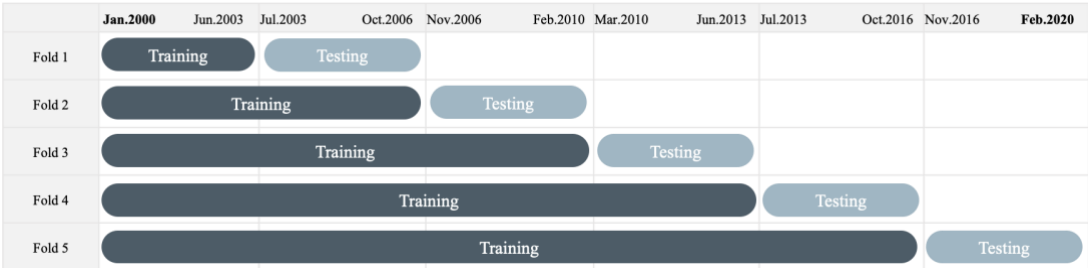 Jan.2000 Jun.2003 Jul.2003 Oct.2006 Nov.2006 Feb.2010 Mar.2010 Jun.2013 Jul.2013 Oct.2016 Nov.2016 Feb.2020
Fold 1 Training Testing
Fold 2 Training Testing
Fold 3 Training Testing
Fold 4 Training Testing
Fold 5 Training Testing